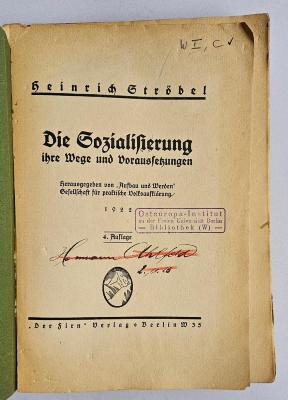 W I, C
Heinrich Ströbel
Die Sozialisierung
ihre Wege und Voraussetzungen
Herausgegeben von „Aufbau und Werden“
Gesellschaft für praktische Volksaufklärung
1922
Osteuropa-Institut
an der Freien Universität Berlin
— Bibliothek (W) —
4. Auflage
Hermann
„Der Firn“ Verlag * Berlin W 35